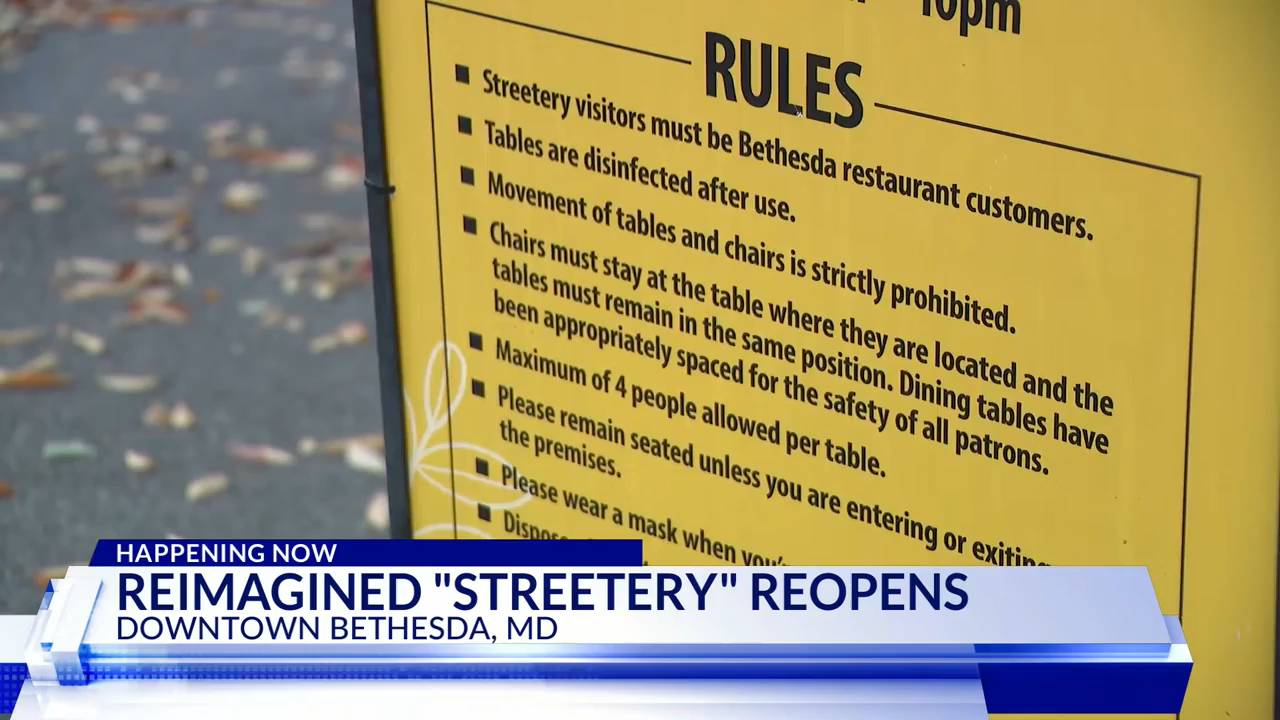 10pm
RULES
■ Streetery visitors must be Bethesda restaurant customers.
■ Tables are disinfected after use.
■ Movement of tables and chairs is strictly prohibited.
■ Chairs must stay at the table where they are located and the
tables must remain in the same position. Dining tables have
been appropriately spaced for the safety of all patrons.
■ Maximum of 4 people allowed per table.
■ Please remain seated unless you are entering or exiting
the premises.
■ Please wear a mask when you're
■ Dispose
HAPPENING NOW
REIMAGINED "STREETERY" REOPENS
DOWNTOWN BETHESDA, MD